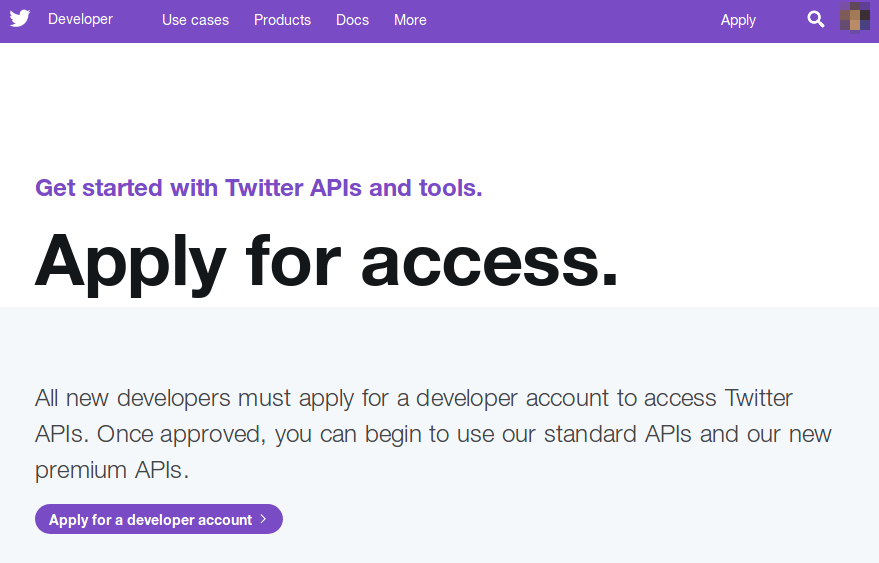 Developer Use cases Products Docs More Apply
Get started with Twitter APIs and tools.
Apply for access.
All new developers must apply for a developer account to access Twitter
APIs. Once approved, you can begin to use our standard APIs and our new
premium APIs.
Apply for a developer account